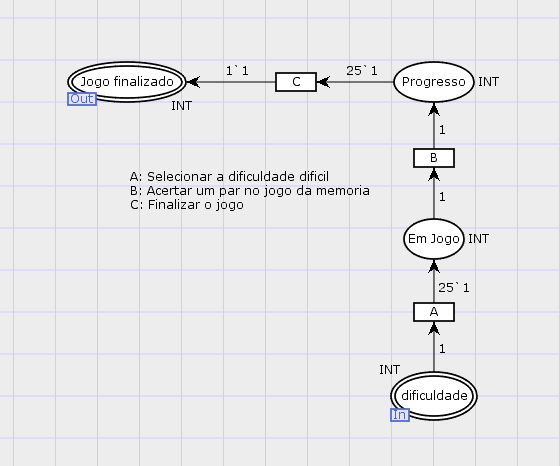 Jogo finalizado
Out
INT
1`1
C
25`1
Progresso
INT
1
B
1
A: Selecionar a dificuldade dificil
B: Acertar um par no jogo da memoria
C: Finalizar o jogo
Em Jogo
INT
25`1
A
1
INT
dificuldade
In